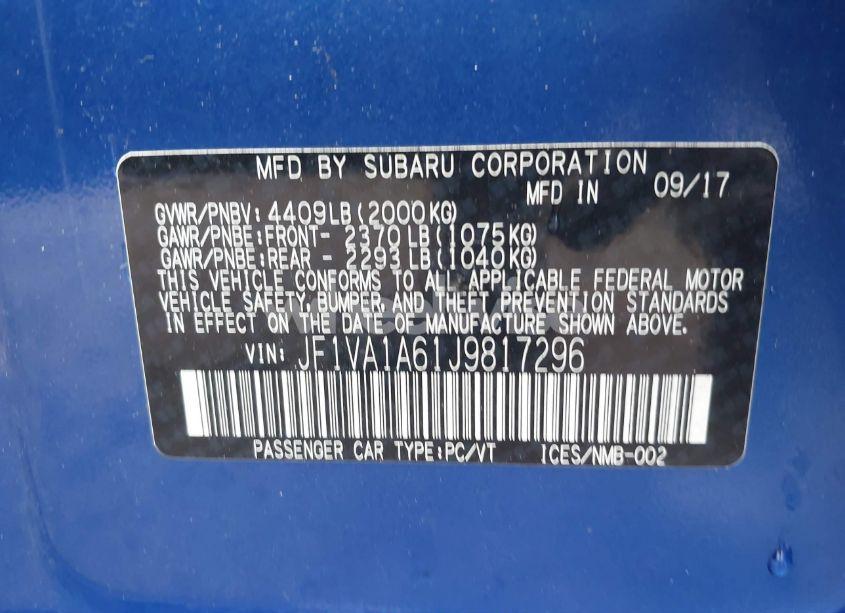 MFD BY SUBARU CORPORATION
MFD IN 09/17
GVWR/PNBV: 4409LB(2000KG)
GAWR/PNBE:FRONT- 2370LB(1075KG)
GAWR/PNBE:REAR - 2293LB(1040KG)
THIS VEHICLE CONFORMS TO ALL APPLICABLE FEDERAL MOTOR
VEHICLE SAFETY, BUMPER, AND THEFT PREVENTION STANDARDS
IN EFFECT ON THE DATE OF MANUFACTURE SHOWN ABOVE.
VIN: JF1VA1A61J9817296
PASSENGER CAR TYPE:PC/VT ICES/NMB-002